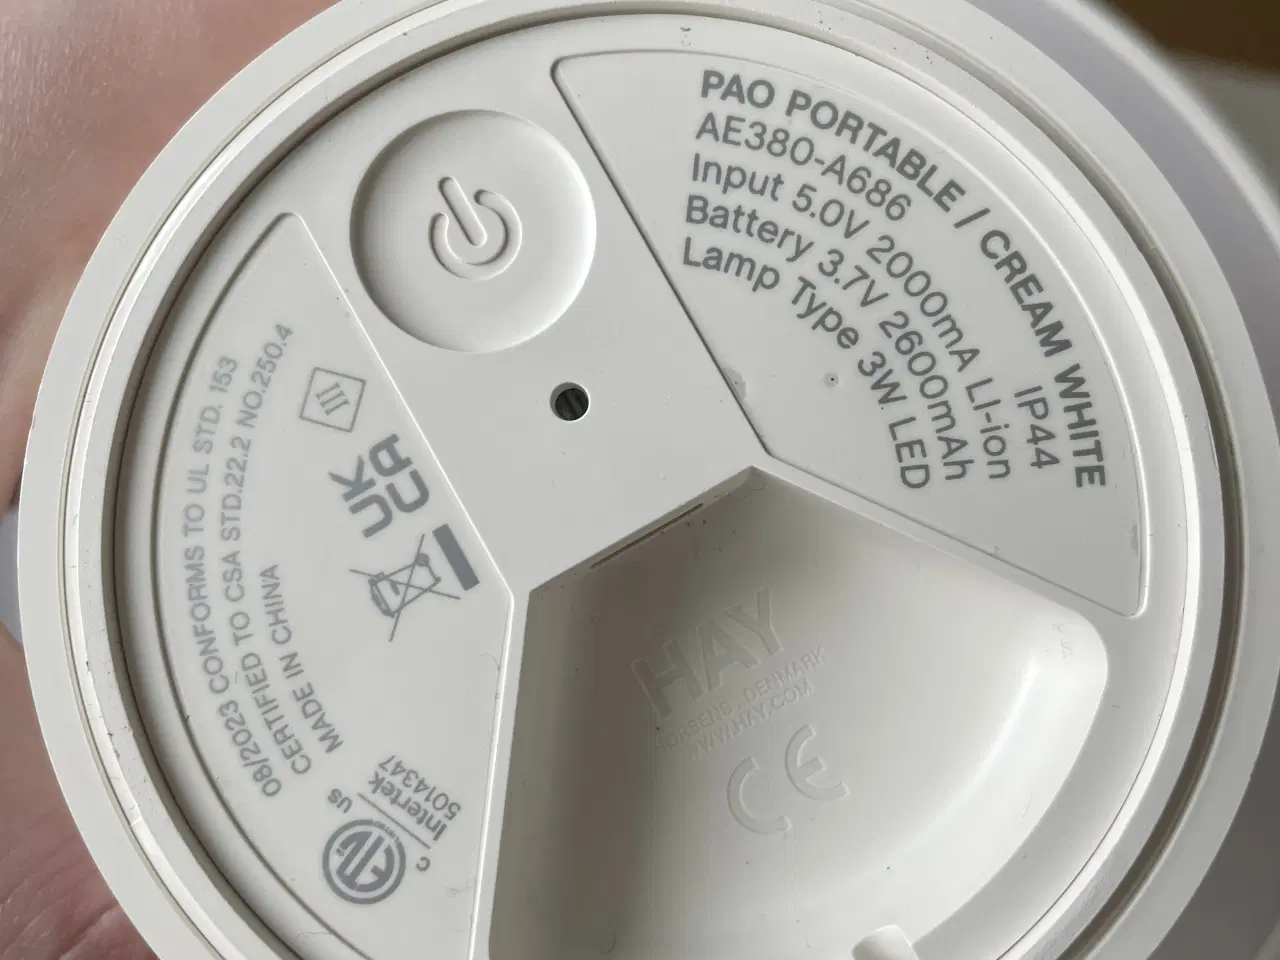 PAO PORTABLE / CREAM WHITE
AE380-A686 IP44
Input 5.0V 2000mA LI-ion
Battery 3.7V 2600mAh
Lamp Type 3W LED
08/2023 CONFORMS TO UL STD. 153
CERTIFIED TO CSA STD.22.2 NO.250.4
MADE IN CHINA
UK
CA
ETL
C US
Intertek
5014347
HAY
HORSENS . DENMARK
WWW.HAY.COM
CE